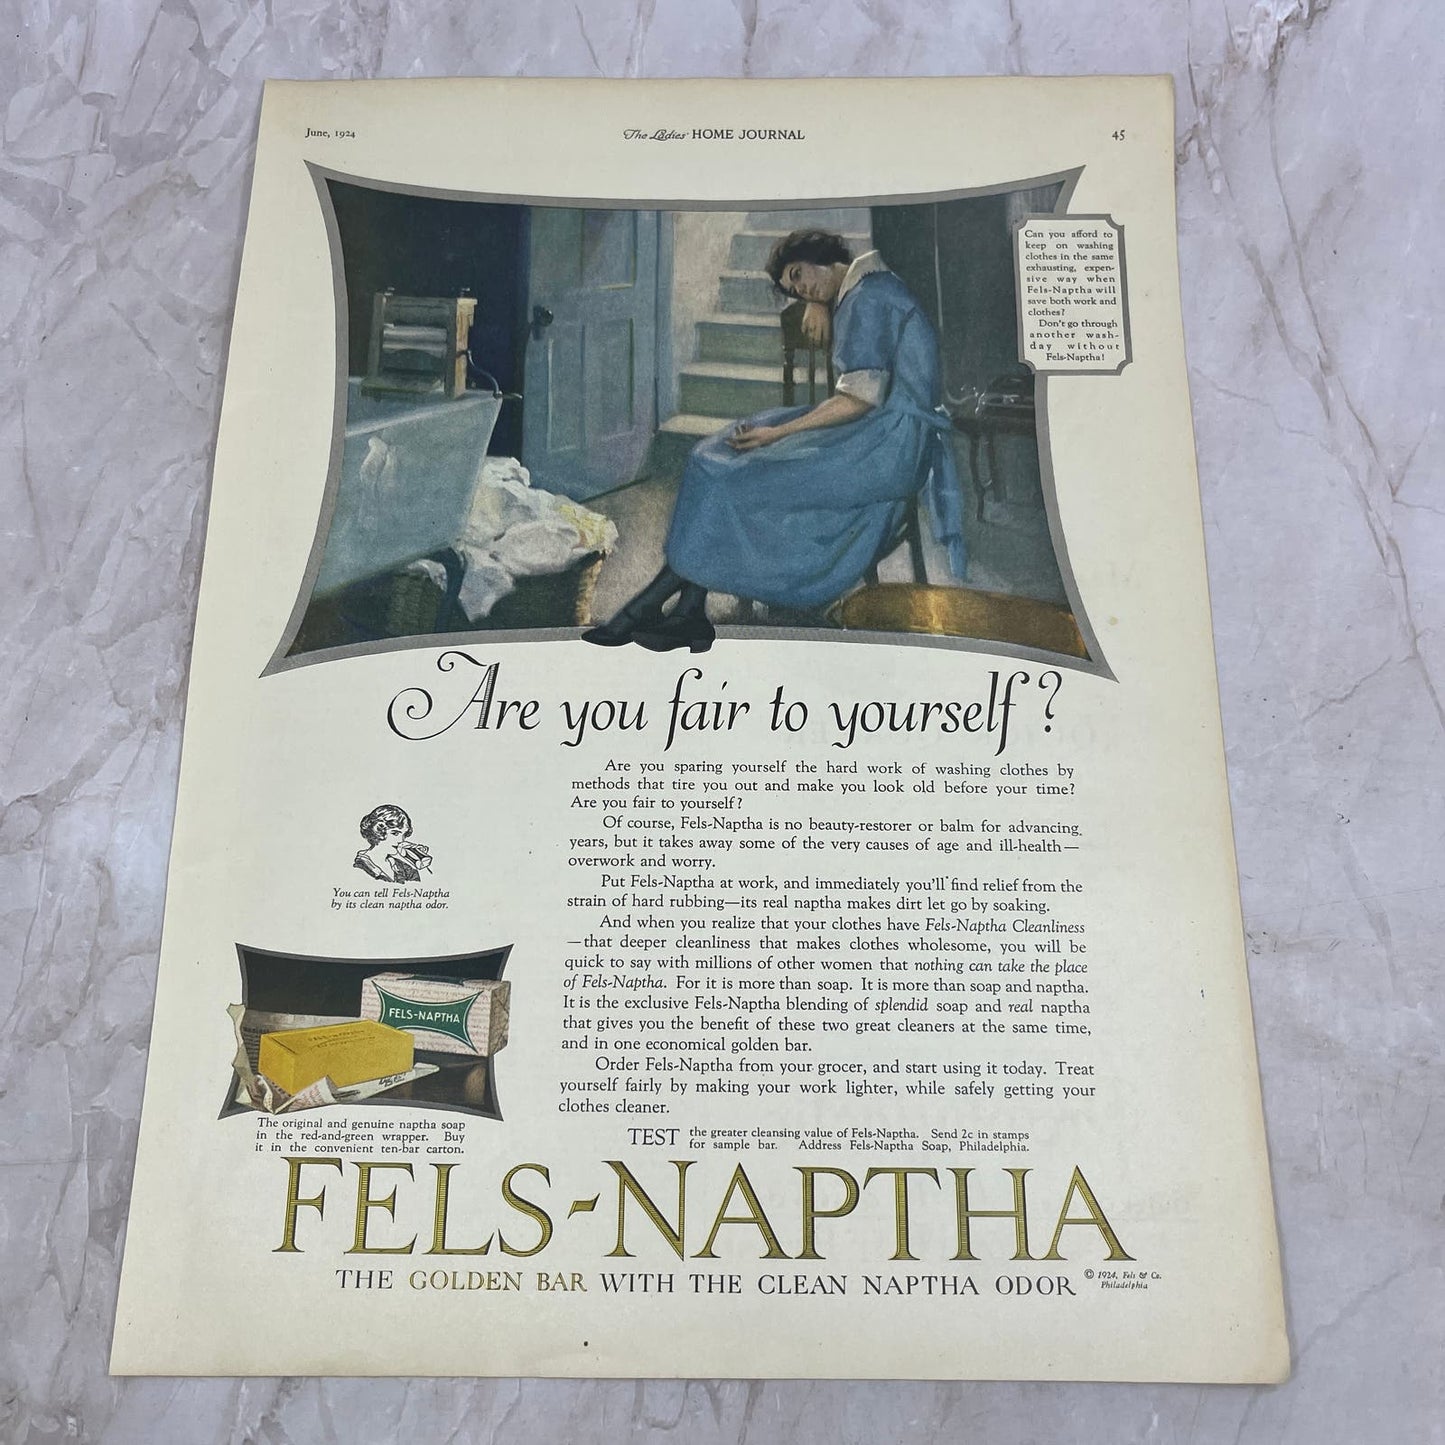 June, 1924
The Ladies' HOME JOURNAL
45
Can you afford to
keep on washing
clothes in the same
exhausting, expen-
sive way when
Fels-Naptha will
save both work and
clothes?
Don't go through
another wash-
day without
Fels-Naptha!
Are you fair to yourself?
Are you sparing yourself the hard work of washing clothes by
methods that tire you out and make you look old before your time?
Are you fair to yourself?
Of course, Fels-Naptha is no beauty-restorer or balm for advancing
years, but it takes away some of the very causes of age and ill-health—
overwork and worry.
Put Fels-Naptha at work, and immediately you'll find relief from the
strain of hard rubbing—its real naptha makes dirt let go by soaking.
And when you realize that your clothes have Fels-Naptha Cleanliness
—that deeper cleanliness that makes clothes wholesome, you will be
quick to say with millions of other women that nothing can take the place
of Fels-Naptha. For it is more than soap. It is more than soap and naptha.
It is the exclusive Fels-Naptha blending of splendid soap and real naptha
that gives you the benefit of these two great cleaners at the same time,
and in one economical golden bar.
Order Fels-Naptha from your grocer, and start using it today. Treat
yourself fairly by making your work lighter, while safely getting your
clothes cleaner.
TEST the greater cleansing value of Fels-Naptha. Send 2c in stamps
for sample bar. Address Fels-Naptha Soap, Philadelphia.
You can tell Fels-Naptha
by its clean naptha odor.
FELS-NAPTHA
The original and genuine naptha soap
in the red-and-green wrapper. Buy
it in the convenient ten-bar carton.
FELS-NAPTHA
THE GOLDEN BAR WITH THE CLEAN NAPTHA ODOR
© 1924, Fels & Co.
Philadelphia